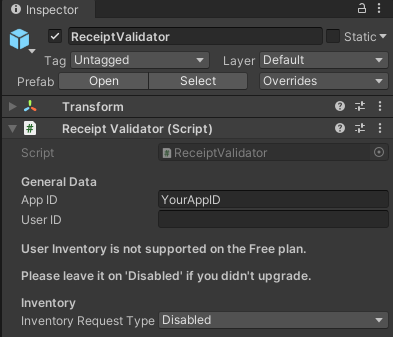 Inspector
ReceiptValidator
Static
Tag Untagged Layer Default
Prefab Open Select Overrides
Transform
# Receipt Validator (Script)
Script # ReceiptValidator
General Data
App ID YourAppID
User ID
User Inventory is not supported on the Free plan.
Please leave it on 'Disabled' if you didn't upgrade.
Inventory
Inventory Request Type Disabled